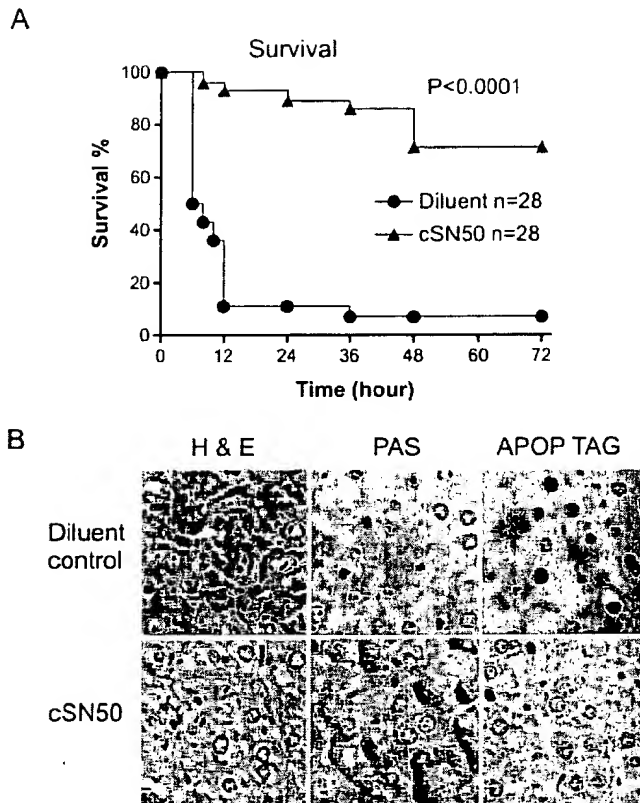 A
Survival
P<0.0001
100
80
60
40
20
0
Survival %
Diluent n=28
cSN50 n=28
0 12 24 36 48 60 72
Time (hour)
B
H & E PAS APOP TAG
Diluent
control
cSN50